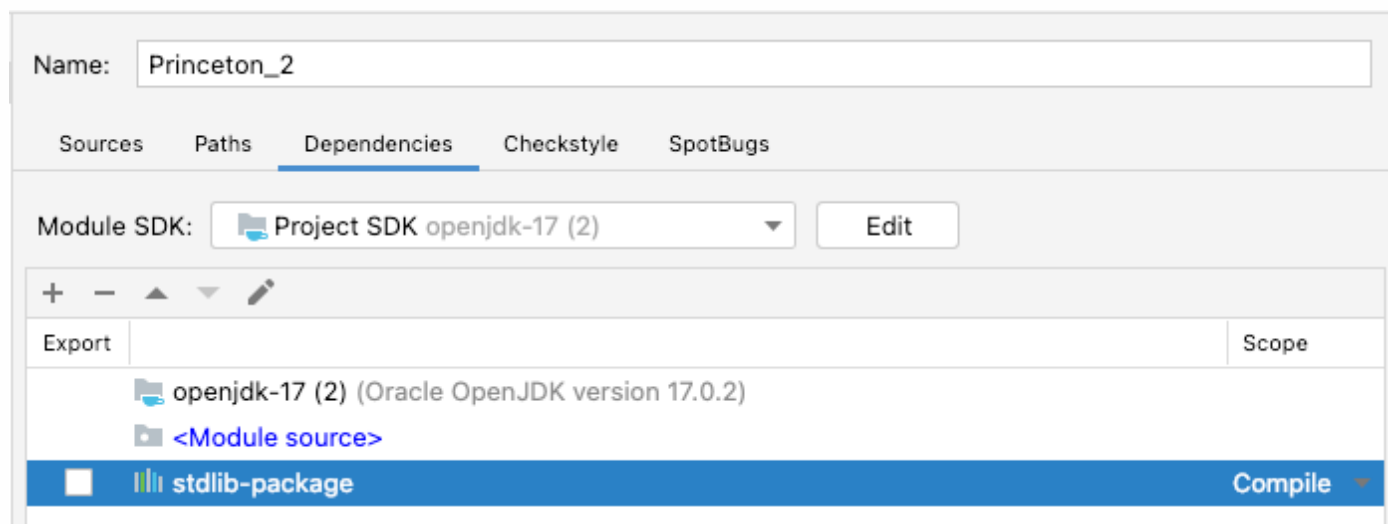 Name: Princeton_2
Sources Paths Dependencies Checkstyle SpotBugs
Module SDK: Project SDK openjdk-17 (2) Edit
Export Scope
openjdk-17 (2) (Oracle OpenJDK version 17.0.2)
<Module source>
stdlib-package Compile